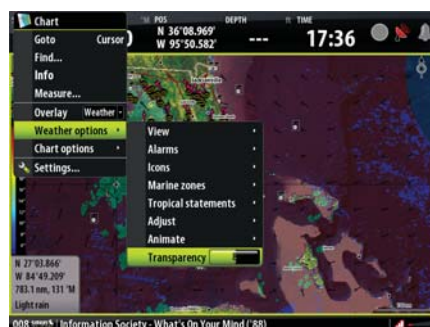 Chart
Goto Cursor
Find...
Info
Measure...
Overlay Weather
Weather options
Chart options
Settings...
POS
N 36°08.969'
W 95°50.582'
DEPTH ft
---
TIME
17:36
Jacksonville
View
Alarms
Icons
Marine zones
Tropical statements
Adjust
Animate
Transparency
N 27°03.866'
W 84°49.209'
783.1 nm, 131 °M
Light rain
008 Information Society - What's On Your Mind ('88)